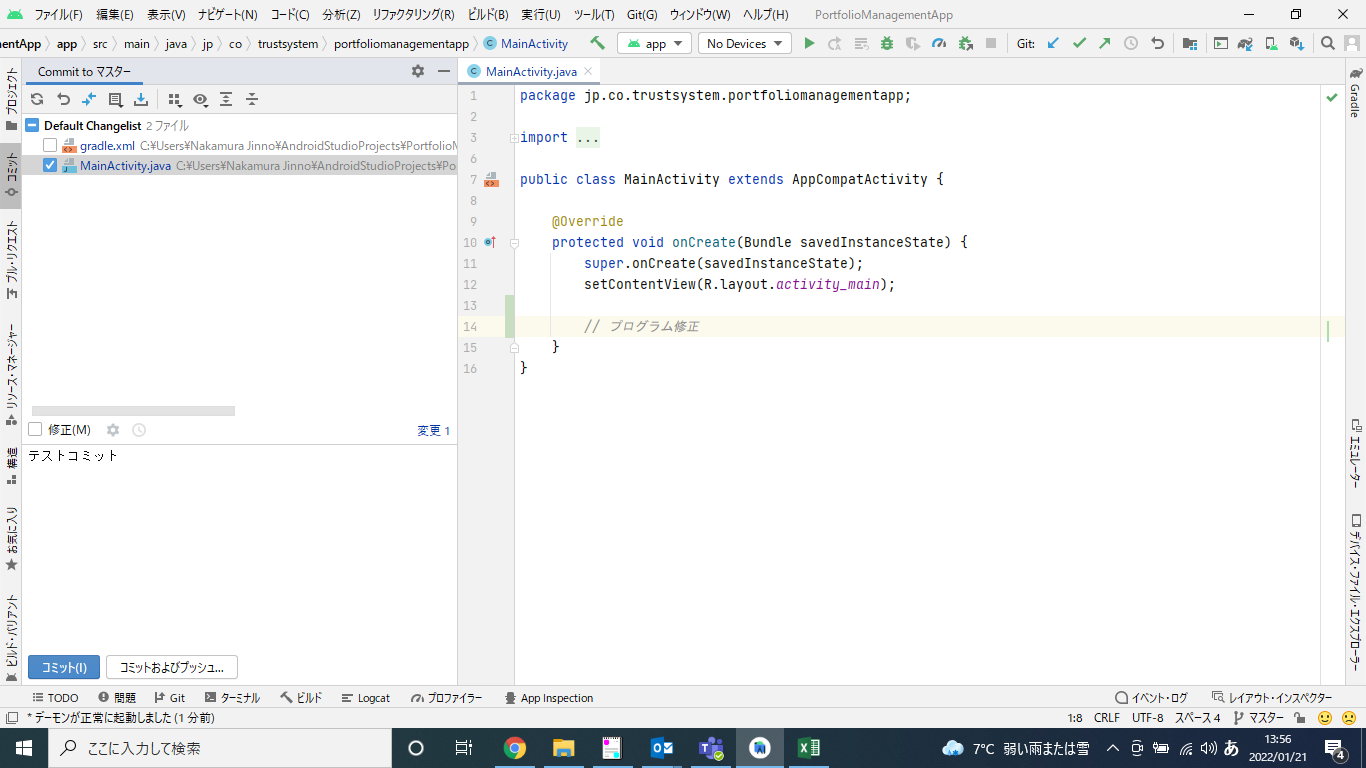 ファイル(F) 編集(E) 表示(V) ナビゲート(N) コード(C) 分析(Z) リファクタリング(R) ビルド(B) 実行(U) ツール(T) Git(G) ウィンドウ(W) ヘルプ(H) PortfolioManagementApp
mentApp app src main java jp co trustsystem portfoliomanagementapp MainActivity app No Devices Git:
Commit to マスター
MainActivity.java
プロジェクト
コミット
プル・リクエスト
リソース・マネージャー
構造
お気に入り
ビルド・バリアント
Default Changelist 2 ファイル
gradle.xml C:¥Users¥Nakamura Jinno¥AndroidStudioProjects¥PortfolioM
MainActivity.java C:¥Users¥Nakamura Jinno¥AndroidStudioProjects¥Po
修正(M) 変更 1
テストコミット
コミット(I) コミットおよびプッシュ...
1 package jp.co.trustsystem.portfoliomanagementapp;
2
3 import ...
6
7 public class MainActivity extends AppCompatActivity {
8
9 @Override
10 protected void onCreate(Bundle savedInstanceState) {
11 super.onCreate(savedInstanceState);
12 setContentView(R.layout.activity_main);
13
14 // プログラム修正
15 }
16 }
Gradle
エミュレーター
デバイス・ファイル・エクスプローラー
TODO 問題 Git ターミナル ビルド Logcat プロファイラー App Inspection イベント・ログ レイアウト・インスペクター
* デーモンが正常に起動しました (1 分前) 1:8 CRLF UTF-8 スペース 4 マスター
ここに入力して検索 7°C 弱い雨または雪 あ 13:56
2022/01/21 4